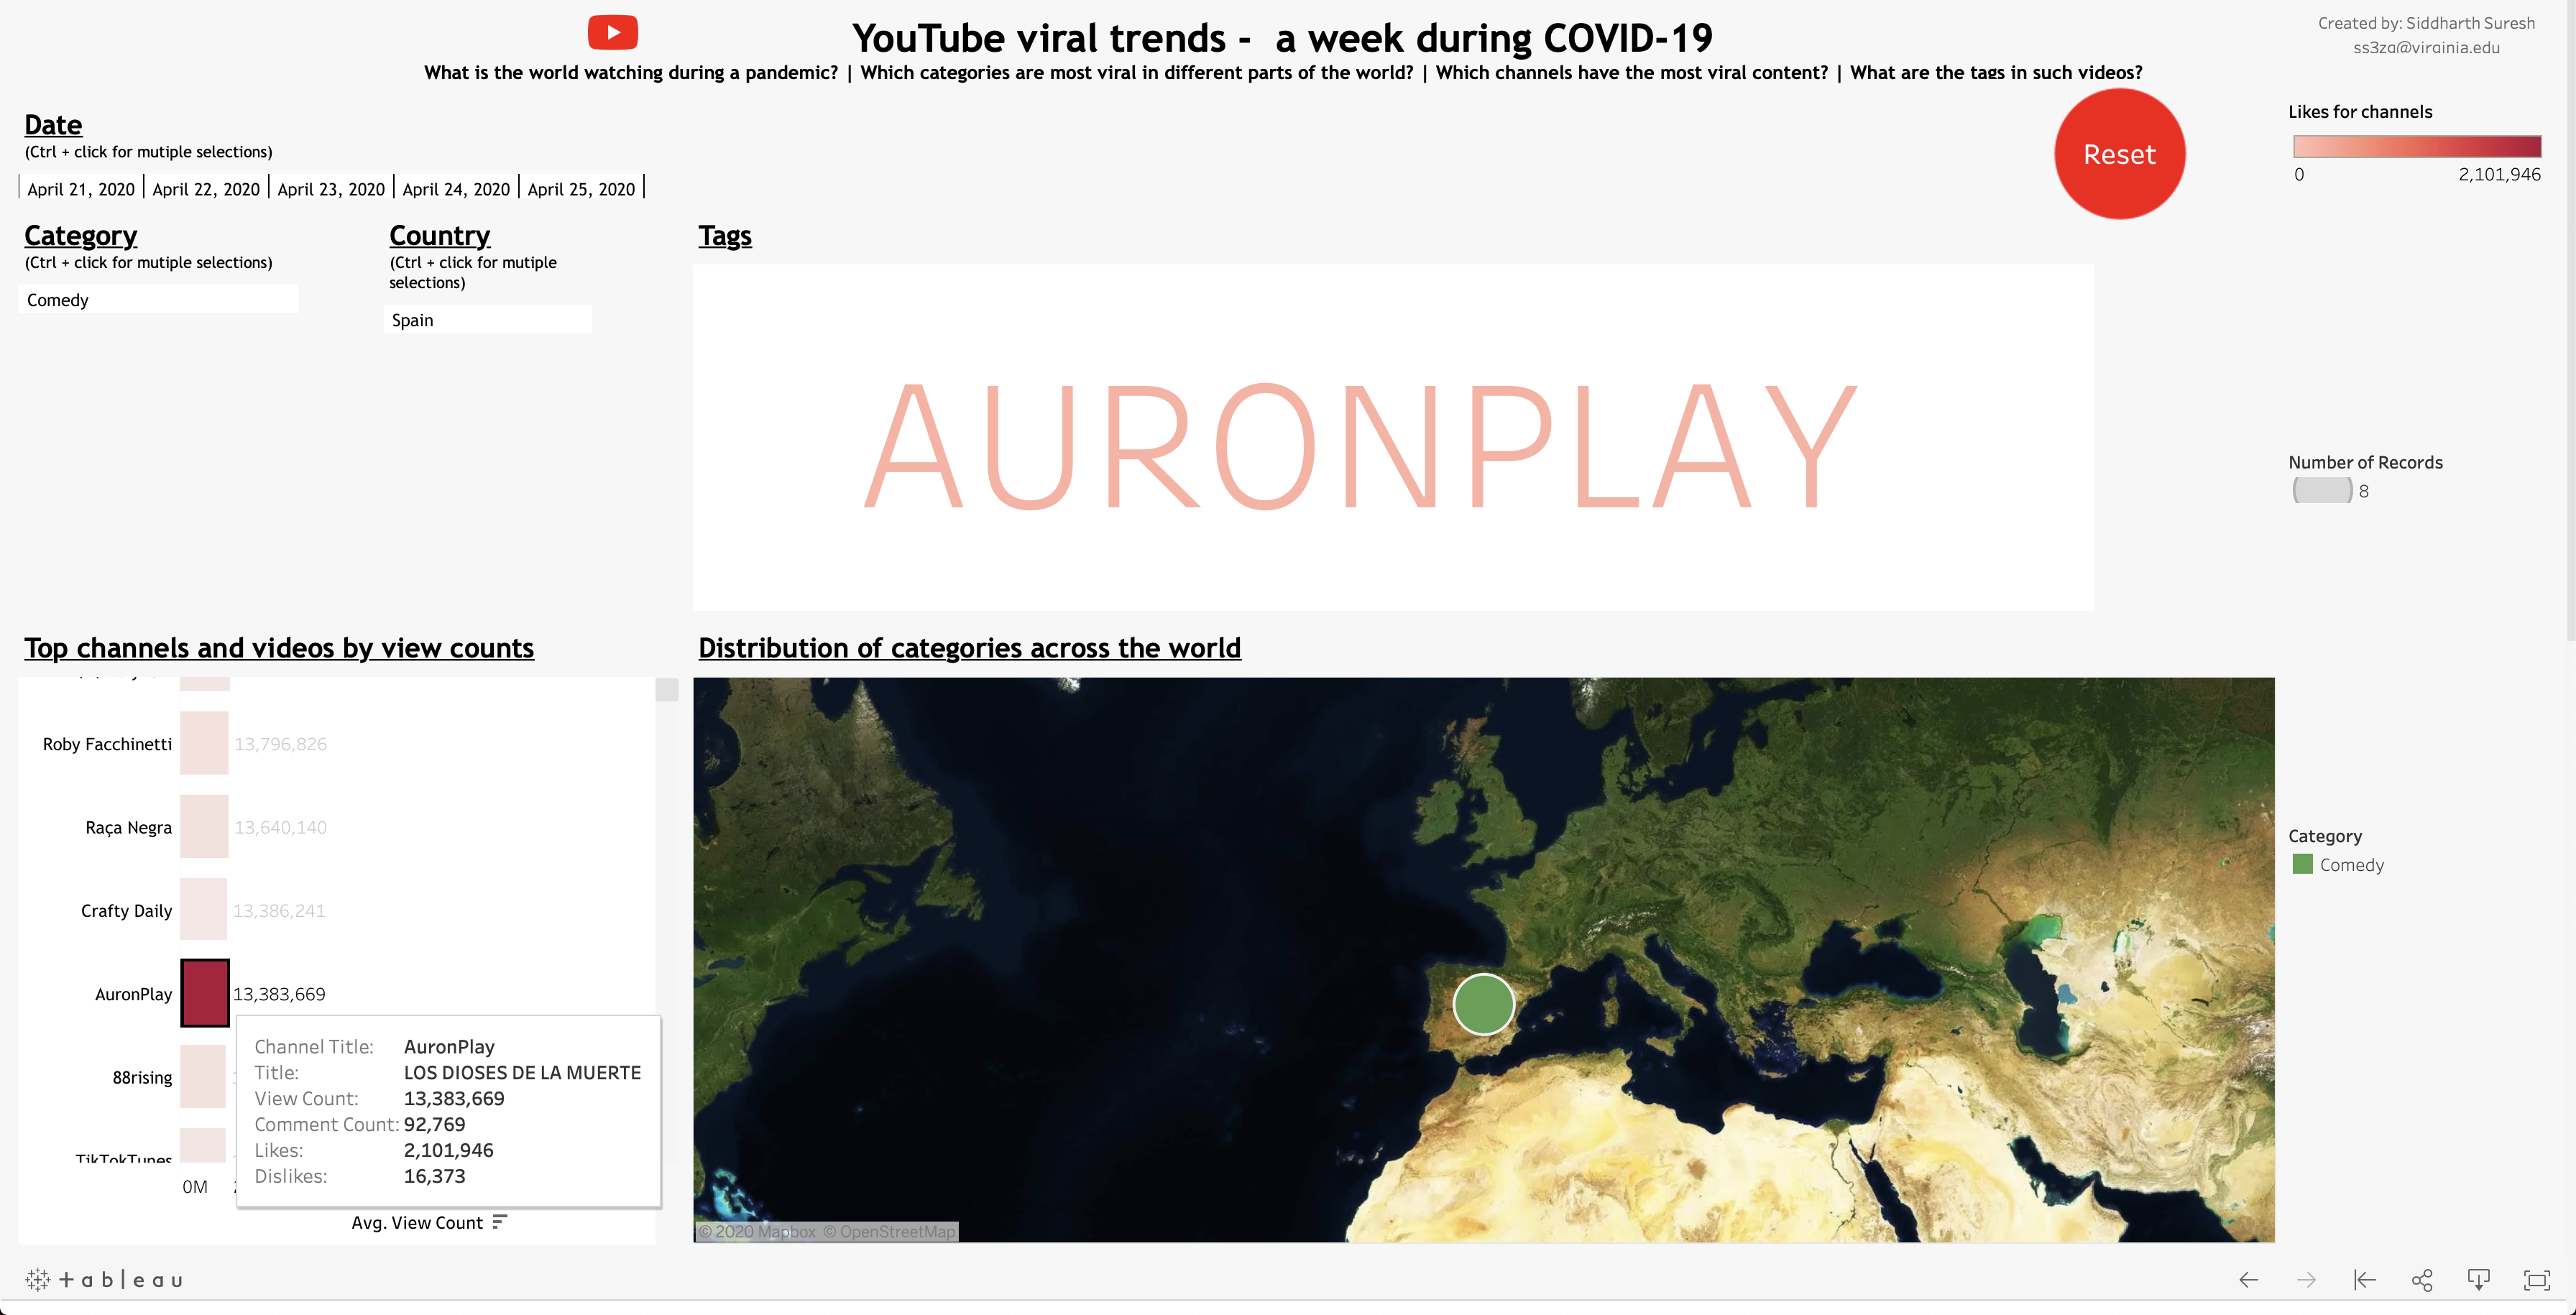 YouTube viral trends -  a week during COVID-19
What is the world watching during a pandemic? | Which categories are most viral in different parts of the world? | Which channels have the most viral content? | What are the tags in such videos?
Created by: Siddharth Suresh
ss3za@virginia.edu
Date
(Ctrl + click for mutiple selections)
April 21, 2020
April 22, 2020
April 23, 2020
April 24, 2020
April 25, 2020
Reset
Likes for channels
0
2,101,946
Category
(Ctrl + click for mutiple selections)
Comedy
Country
(Ctrl + click for mutiple
selections)
Spain
Tags
AURONPLAY
Number of Records
8
Top channels and videos by view counts
Roby Facchinetti
13,796,826
Raça Negra
13,640,140
Crafty Daily
13,386,241
AuronPlay
13,383,669
88rising
TikTokTunes
Channel Title: AuronPlay
Title: LOS DIOSES DE LA MUERTE
View Count: 13,383,669
Comment Count: 92,769
Likes: 2,101,946
Dislikes: 16,373
0M
Avg. View Count
Distribution of categories across the world
© 2020 Mapbox © OpenStreetMap
Category
Comedy
+ableau